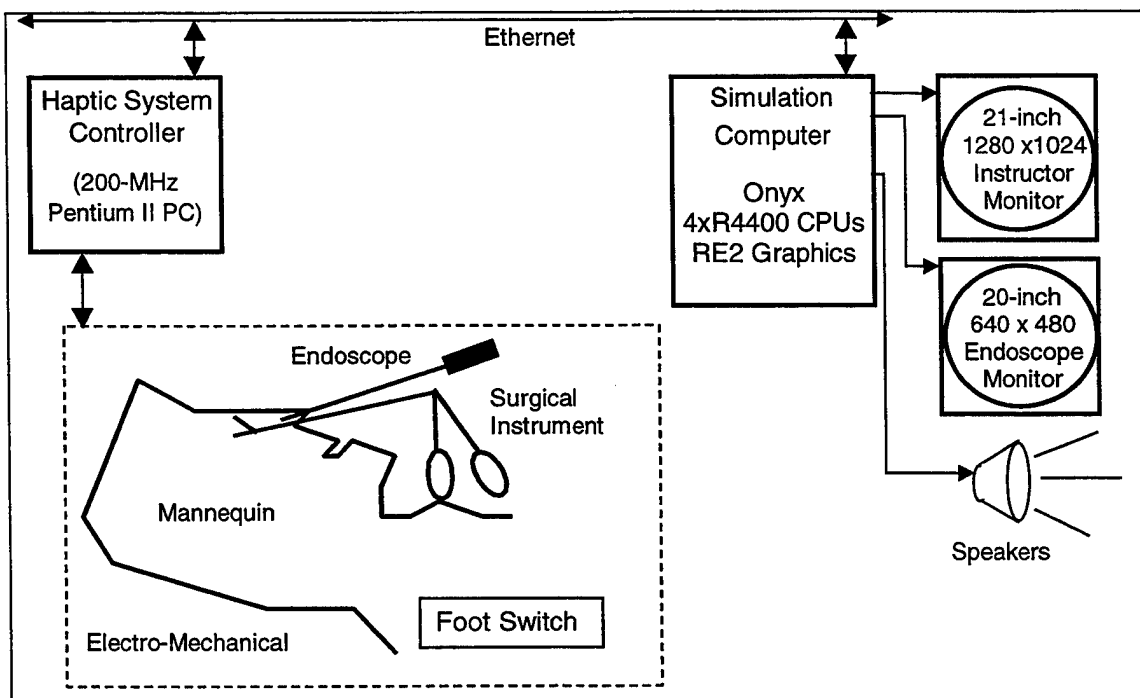 Ethernet
Haptic System
Controller
(200-MHz
Pentium II PC)
Simulation
Computer
Onyx
4xR4400 CPUs
RE2 Graphics
21-inch
1280 x1024
Instructor
Monitor
20-inch
640 x 480
Endoscope
Monitor
Endoscope
Surgical
Instrument
Mannequin
Speakers
Foot Switch
Electro-Mechanical